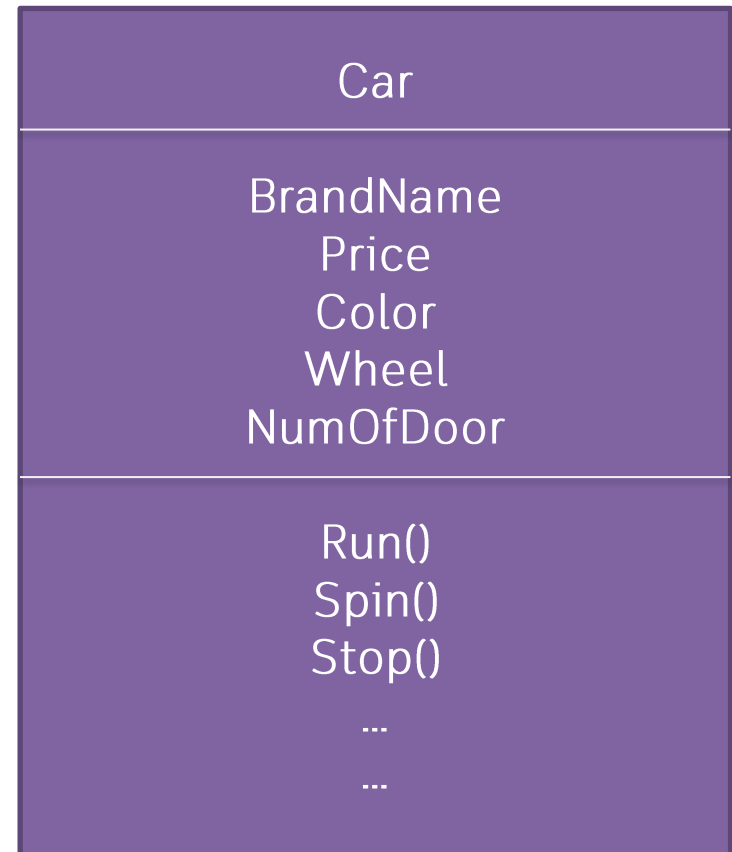 Car
BrandName
Price
Color
Wheel
NumOfDoor
Run()
Spin()
Stop()
...
...